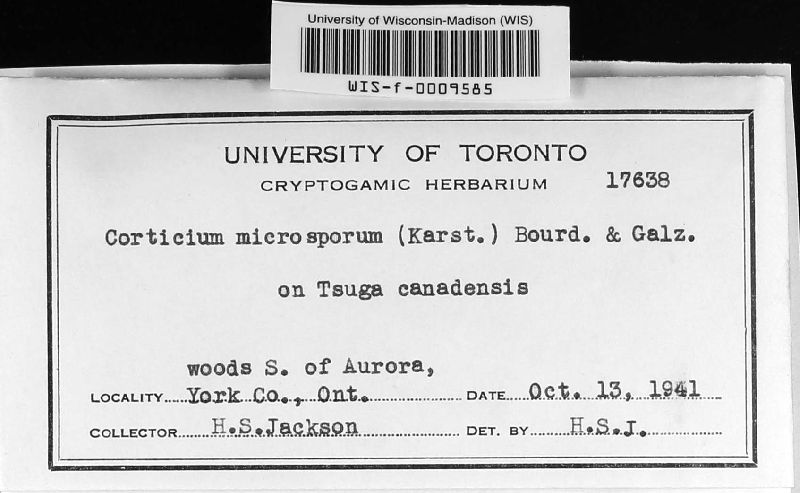 University of Wisconsin-Madison (WIS)
WIS-f-0009585
UNIVERSITY OF TORONTO
CRYPTOGAMIC HERBARIUM 17638
Corticium microsporum (Karst.) Bourd. & Galz.
on Tsuga canadensis
woods S. of Aurora,
LOCALITY York Co., Ont. DATE Oct. 13, 1941
COLLECTOR H.S.Jackson DET. BY H.S.J.